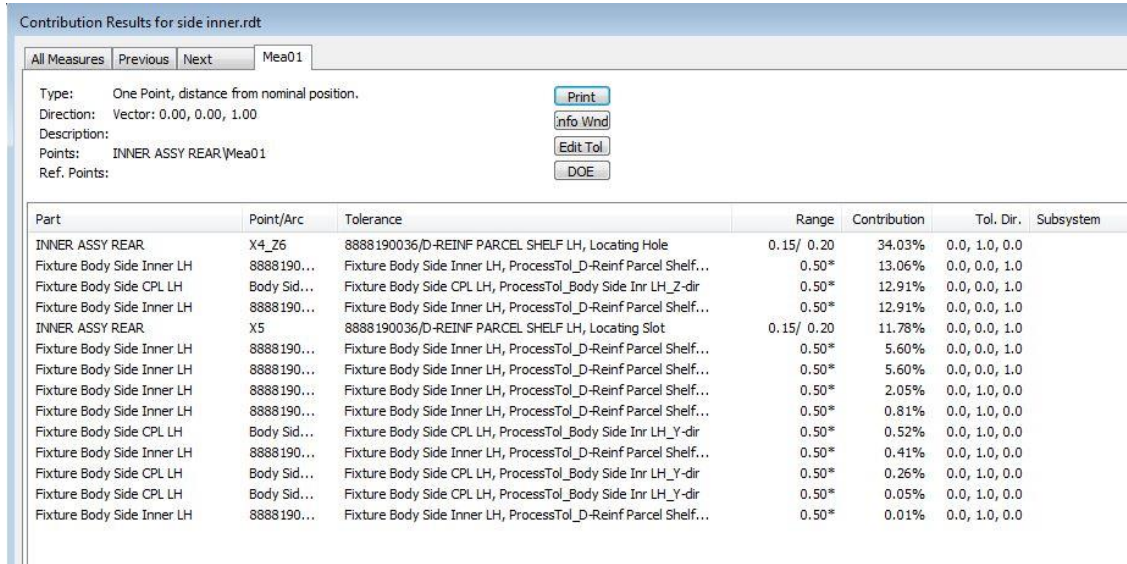 Contribution Results for side inner.rdt
All Measures Previous Next Mea01
Type: One Point, distance from nominal position.
Direction: Vector: 0.00, 0.00, 1.00
Description:
Points: INNER ASSY REAR\Mea01
Ref. Points:
Print
Info Wnd
Edit Tol
DOE
Part Point/Arc Tolerance Range Contribution Tol. Dir. Subsystem
INNER ASSY REAR X4_Z6 8888190036/D-REINF PARCEL SHELF LH, Locating Hole 0.15/ 0.20 34.03% 0.0, 1.0, 0.0
Fixture Body Side Inner LH 8888190... Fixture Body Side Inner LH, ProcessTol_D-Reinf Parcel Shelf... 0.50* 13.06% 0.0, 0.0, 1.0
Fixture Body Side CPL LH Body Sid... Fixture Body Side CPL LH, ProcessTol_Body Side Inr LH_Z-dir 0.50* 12.91% 0.0, 0.0, 1.0
Fixture Body Side Inner LH 8888190... Fixture Body Side Inner LH, ProcessTol_D-Reinf Parcel Shelf... 0.50* 12.91% 0.0, 0.0, 1.0
INNER ASSY REAR X5 8888190036/D-REINF PARCEL SHELF LH, Locating Slot 0.15/ 0.20 11.78% 0.0, 0.0, 1.0
Fixture Body Side Inner LH 8888190... Fixture Body Side Inner LH, ProcessTol_D-Reinf Parcel Shelf... 0.50* 5.60% 0.0, 0.0, 1.0
Fixture Body Side Inner LH 8888190... Fixture Body Side Inner LH, ProcessTol_D-Reinf Parcel Shelf... 0.50* 5.60% 0.0, 0.0, 1.0
Fixture Body Side Inner LH 8888190... Fixture Body Side Inner LH, ProcessTol_D-Reinf Parcel Shelf... 0.50* 2.05% 0.0, 1.0, 0.0
Fixture Body Side Inner LH 8888190... Fixture Body Side Inner LH, ProcessTol_D-Reinf Parcel Shelf... 0.50* 0.81% 0.0, 1.0, 0.0
Fixture Body Side CPL LH Body Sid... Fixture Body Side CPL LH, ProcessTol_Body Side Inr LH_Y-dir 0.50* 0.52% 0.0, 1.0, 0.0
Fixture Body Side Inner LH 8888190... Fixture Body Side Inner LH, ProcessTol_D-Reinf Parcel Shelf... 0.50* 0.41% 0.0, 1.0, 0.0
Fixture Body Side CPL LH Body Sid... Fixture Body Side CPL LH, ProcessTol_Body Side Inr LH_Y-dir 0.50* 0.26% 0.0, 1.0, 0.0
Fixture Body Side CPL LH Body Sid... Fixture Body Side CPL LH, ProcessTol_Body Side Inr LH_Y-dir 0.50* 0.05% 0.0, 1.0, 0.0
Fixture Body Side Inner LH 8888190... Fixture Body Side Inner LH, ProcessTol_D-Reinf Parcel Shelf... 0.50* 0.01% 0.0, 1.0, 0.0